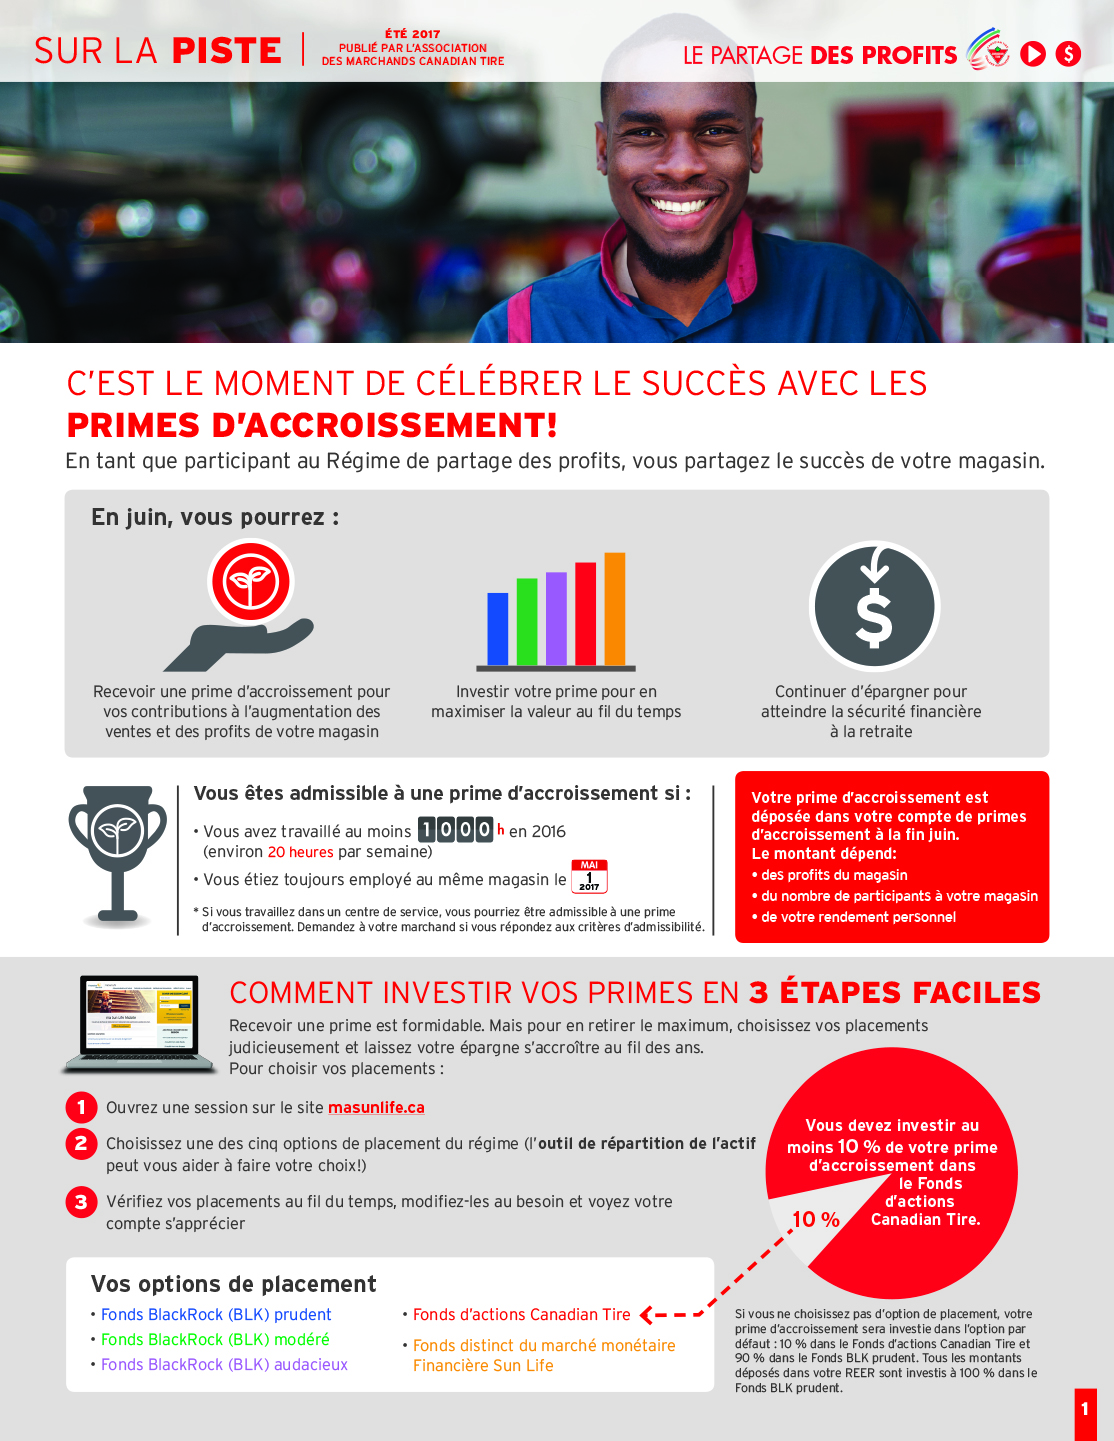 SUR LA PISTE
ÉTÉ 2017
PUBLIÉ PAR L'ASSOCIATION
DES MARCHANDS CANADIAN TIRE
LE PARTAGE DES PROFITS
$
C'EST LE MOMENT DE CÉLÉBRER LE SUCCÈS AVEC LES
PRIMES D'ACCROISSEMENT!
En tant que participant au Régime de partage des profits, vous partagez le succès de votre magasin.
En juin, vous pourrez :
$
Recevoir une prime d'accroissement pour
vos contributions à l'augmentation des
ventes et des profits de votre magasin
Investir votre prime pour en
maximiser la valeur au fil du temps
Continuer d'épargner pour
atteindre la sécurité financière
à la retraite
Vous êtes admissible à une prime d'accroissement si :
• Vous avez travaillé au moins 1000 h en 2016
(environ 20 heures par semaine)
• Vous étiez toujours employé au même magasin le MAI 1 2017
* Si vous travaillez dans un centre de service, vous pourriez être admissible à une prime
d'accroissement. Demandez à votre marchand si vous répondez aux critères d'admissibilité.
Votre prime d'accroissement est
déposée dans votre compte de primes
d'accroissement à la fin juin.
Le montant dépend:
• des profits du magasin
• du nombre de participants à votre magasin
• de votre rendement personnel
COMMENT INVESTIR VOS PRIMES EN 3 ÉTAPES FACILES
Recevoir une prime est formidable. Mais pour en retirer le maximum, choisissez vos placements
judicieusement et laissez votre épargne s'accroître au fil des ans.
Pour choisir vos placements :
1 Ouvrez une session sur le site masunlife.ca
2 Choisissez une des cinq options de placement du régime (l'outil de répartition de l'actif
peut vous aider à faire votre choix!)
3 Vérifiez vos placements au fil du temps, modifiez-les au besoin et voyez votre
compte s'apprécier
Vous devez investir au
moins 10 % de votre prime
d'accroissement dans
le Fonds
d'actions
Canadian Tire.
10 %
Vos options de placement
• Fonds BlackRock (BLK) prudent
• Fonds BlackRock (BLK) modéré
• Fonds BlackRock (BLK) audacieux
• Fonds d'actions Canadian Tire
• Fonds distinct du marché monétaire
Financière Sun Life
Si vous ne choisissez pas d'option de placement, votre
prime d'accroissement sera investie dans l'option par
défaut : 10 % dans le Fonds d'actions Canadian Tire et
90 % dans le Fonds BLK prudent. Tous les montants
déposés dans votre REER sont investis à 100 % dans le
Fonds BLK prudent.
1